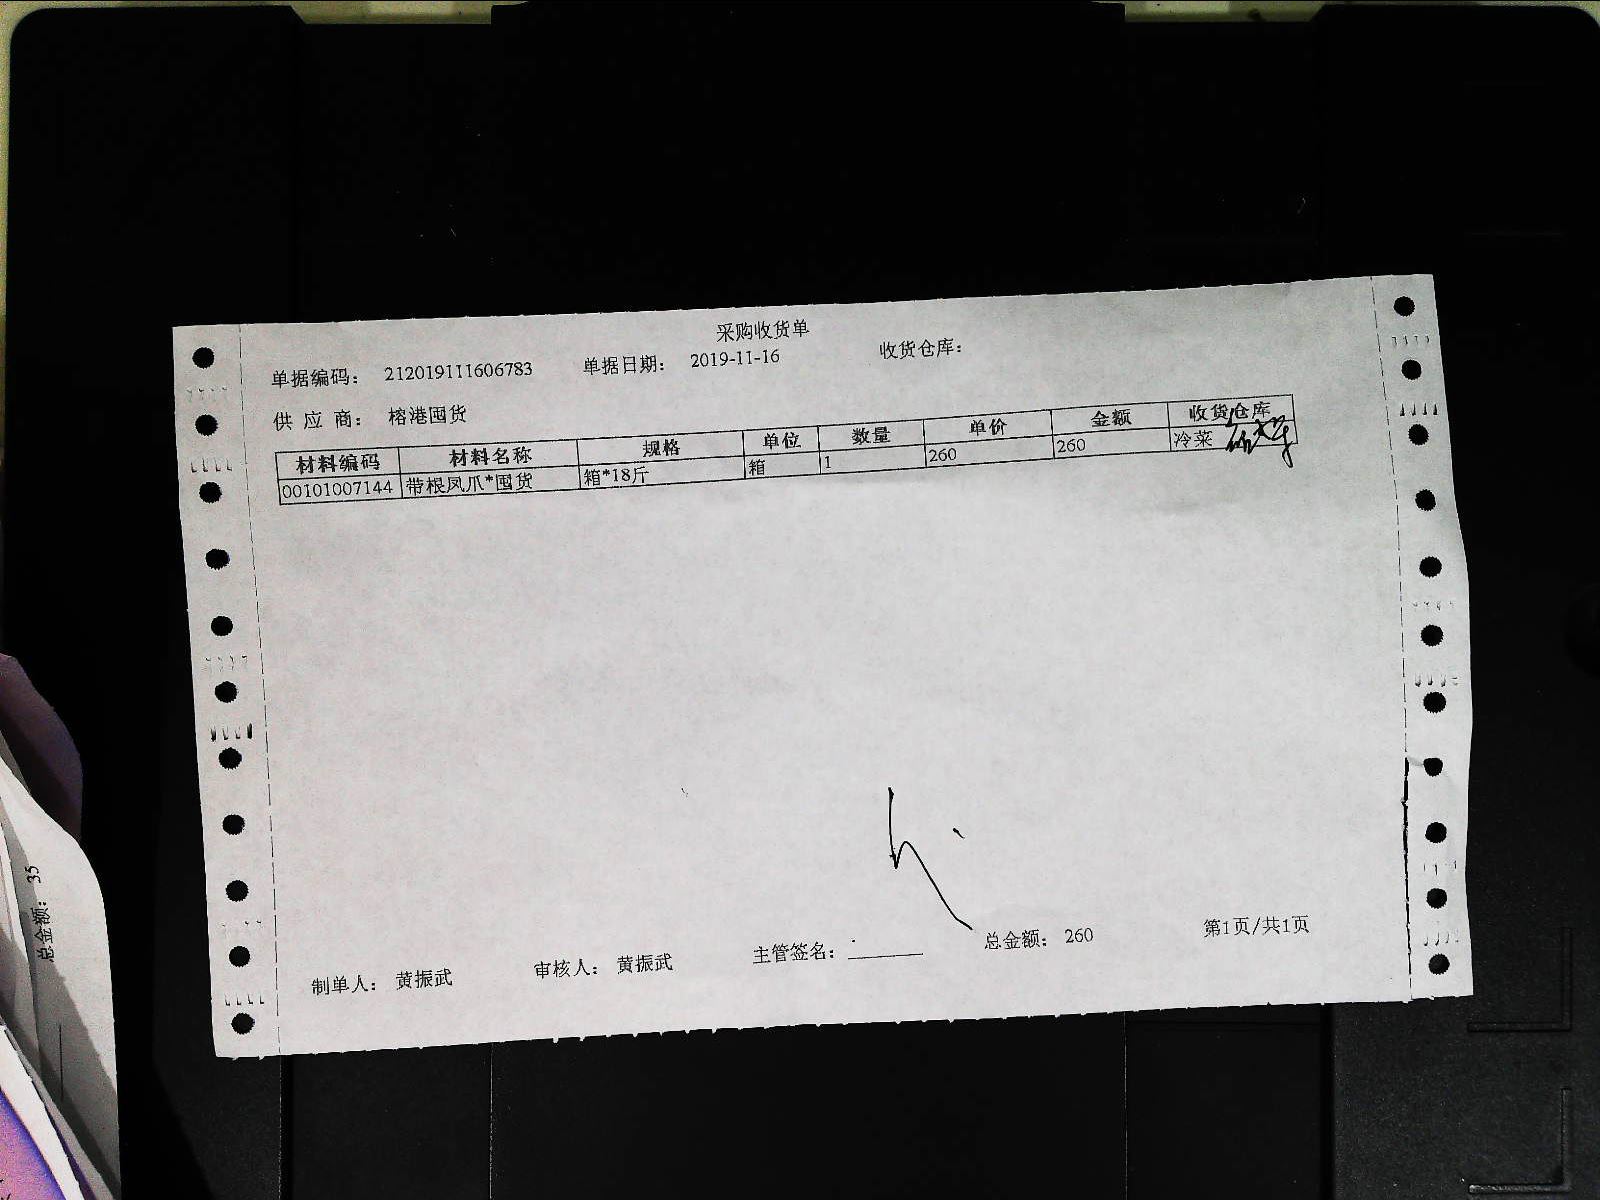 采购收货单
单据编码： 212019111606783 单据日期： 2019-11-16 收货仓库：
供 应 商： 榕港囤货
材料编码 材料名称 规格 单位 数量 单价 金额 收货仓库
00101007144 带根凤爪*囤货 箱*18斤 箱 1 260 260 冷菜
制单人： 黄振武 审核人： 黄振武 主管签名： 总金额： 260 第1页/共1页
总金额： 35